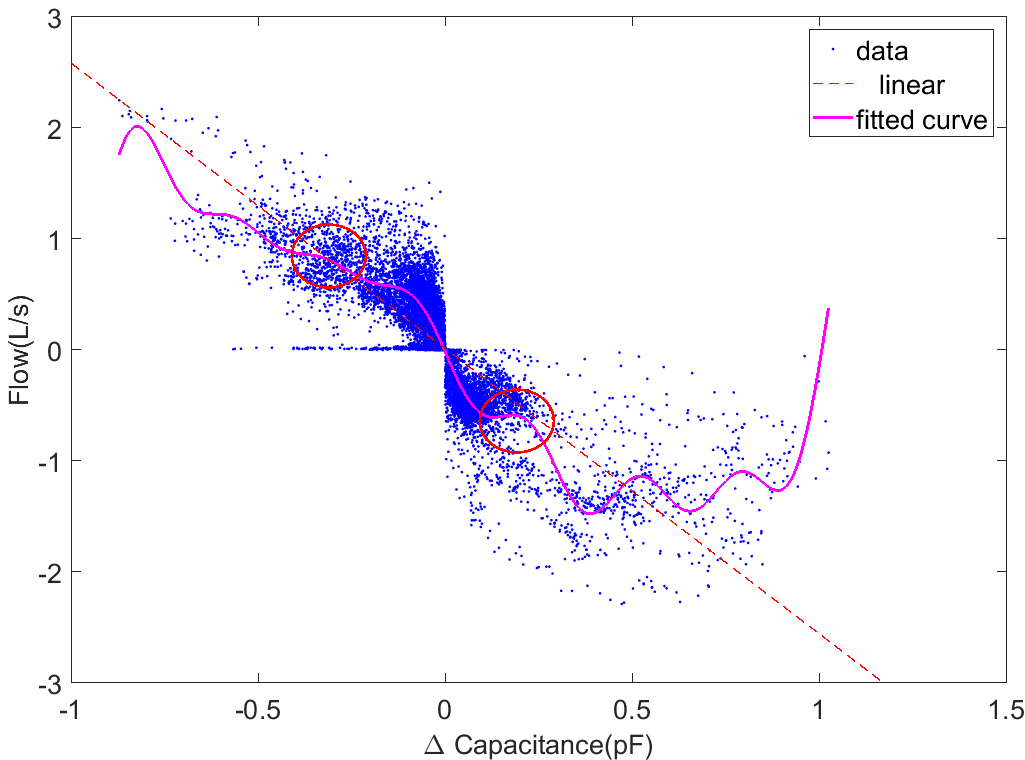 3
2
1
0
-1
-2
-3
-1
-0.5
0
0.5
1
1.5
Flow(L/s)
Δ Capacitance(pF)
data
linear
fitted curve